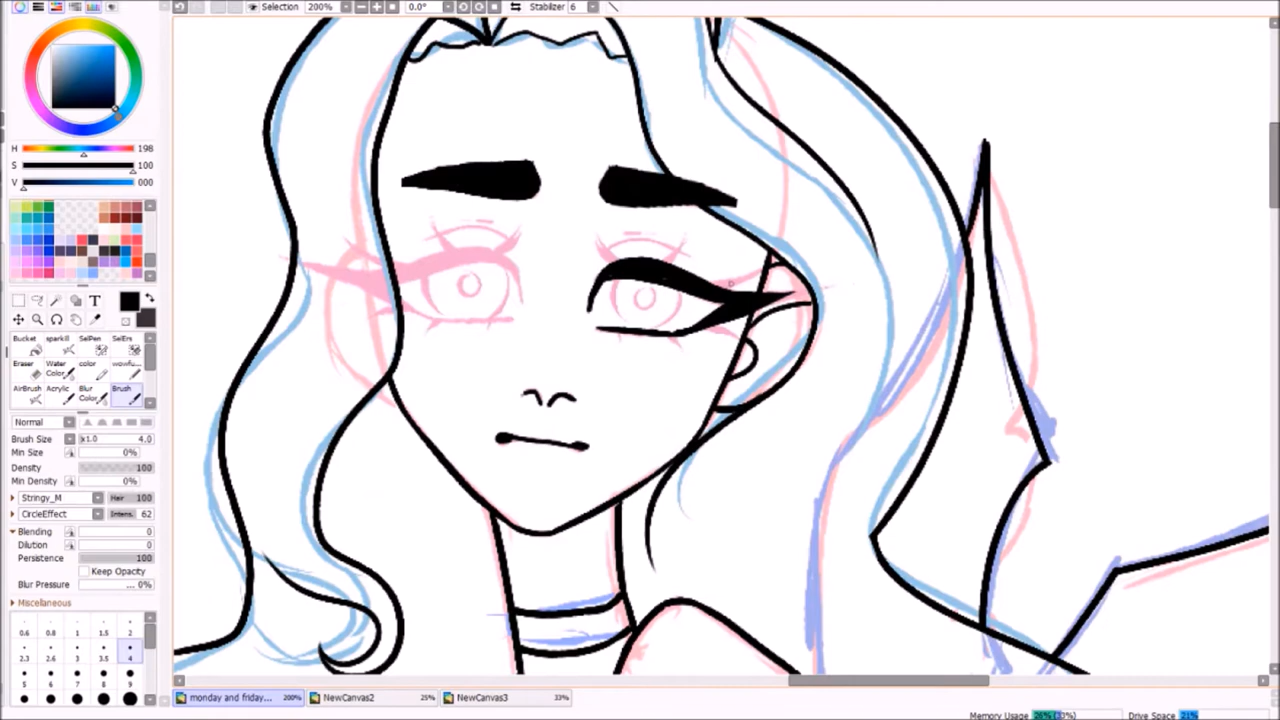 Selection 200% 0.0° Stabilizer 6
H 198
S 100
V 000
T
Bucket sparkill SelPen SelErs
Eraser Water Color color wowfu...
AirBrush Acrylic Blur Color Brush
Normal
Brush Size x1.0 4.0
Min Size 0%
Density 100
Min Density 0%
Stringy_M Hair 100
CircleEffect Intens. 62
Blending 0
Dilution 0
Persistence 100
Keep Opacity
Blur Pressure ... 0%
Miscellaneous
0.6 0.8 1 1.5 2
2.3 2.6 3 3.5 4
5 6 7 8 9
monday and friday... 200% NewCanvas2 25% NewCanvas3 33%
Memory Usage Drive Space 21%